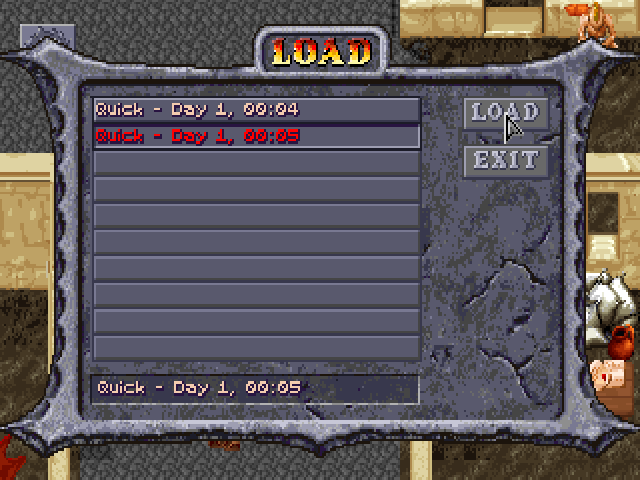 LOAD
Quick - Day 1, 00:04
LOAD
Quick - Day 1, 00:05
EXIT
Quick - Day 1, 00:05